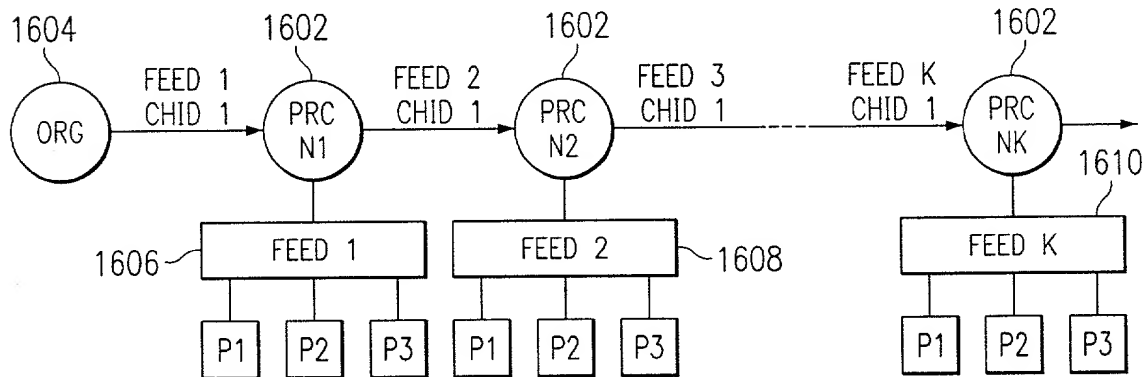 1604
1602
1602
1602
FEED 1
CHID 1
FEED 2
CHID 1
FEED 3
CHID 1
FEED K
CHID 1
ORG
PRC
N1
PRC
N2
PRC
NK
1606
FEED 1
FEED 2
1608
FEED K
1610
P1
P2
P3
P1
P2
P3
P1
P2
P3